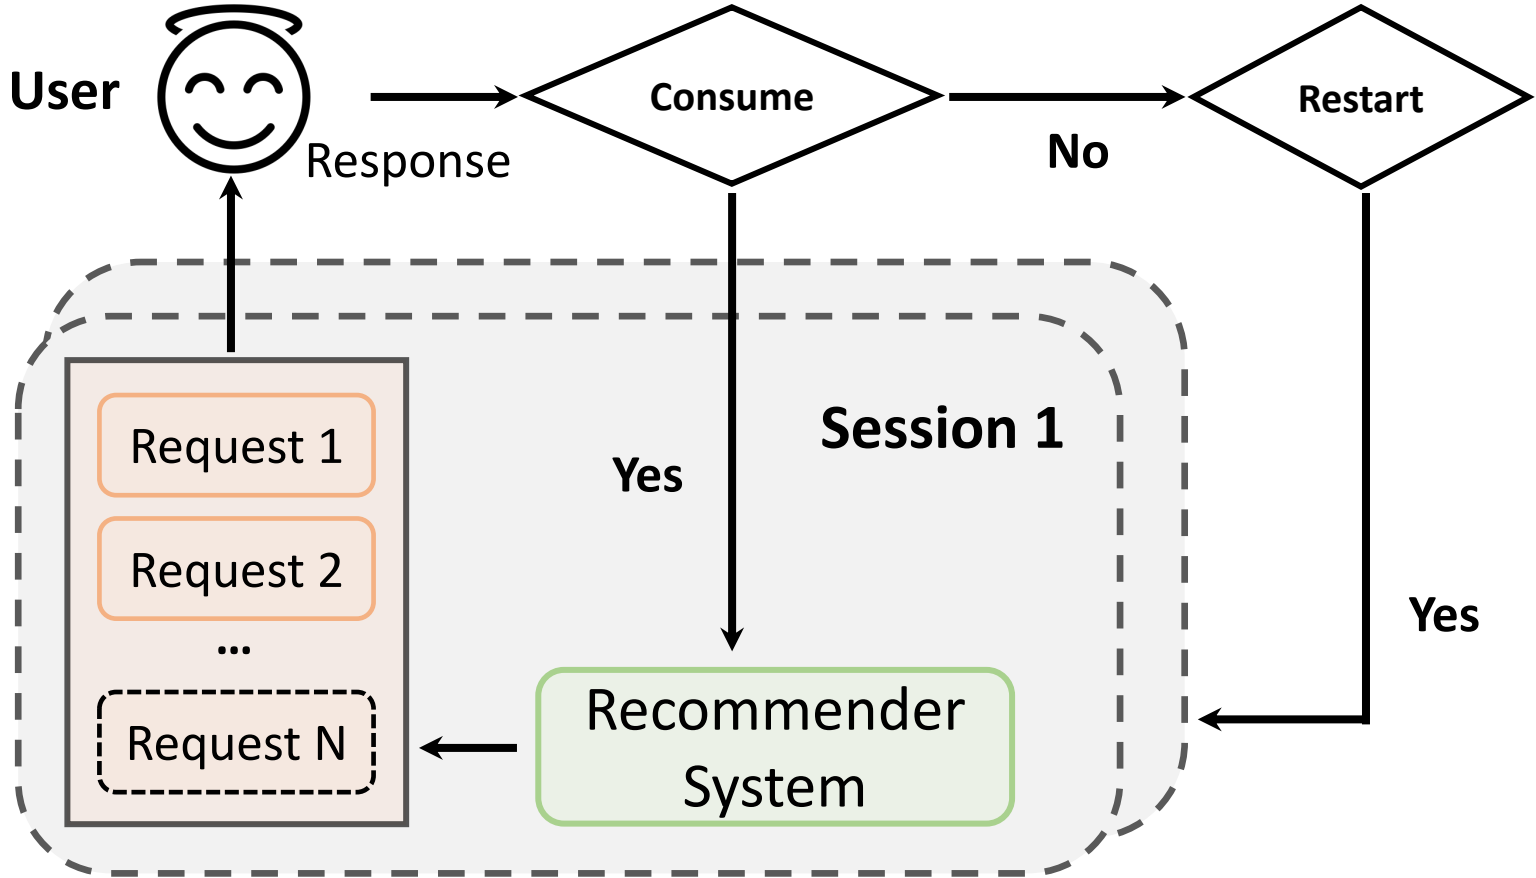 User
Response
Consume
No
Restart
Session 1
Yes
Yes
Request 1
Request 2
...
Request N
Recommender
System